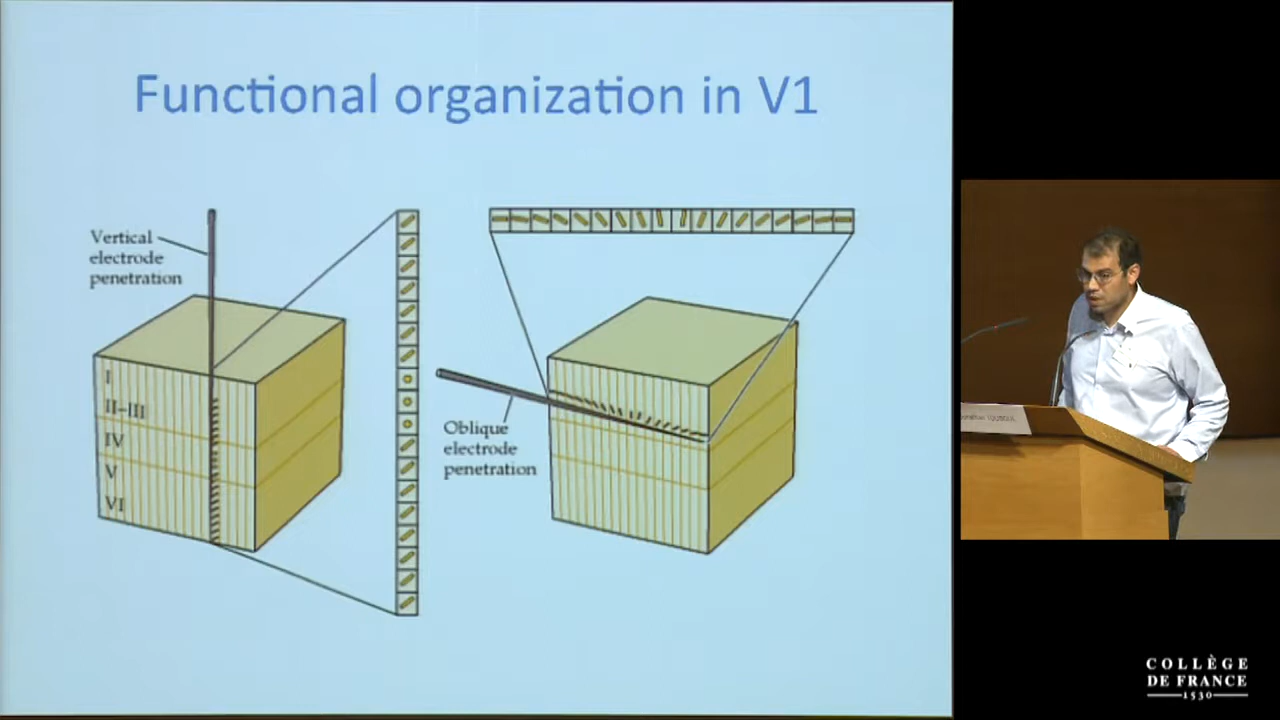 Functional organization in V1
Vertical
electrode
penetration
I
II–III
IV
V
VI
Oblique
electrode
penetration
COLLÈGE
DE FRANCE
1530